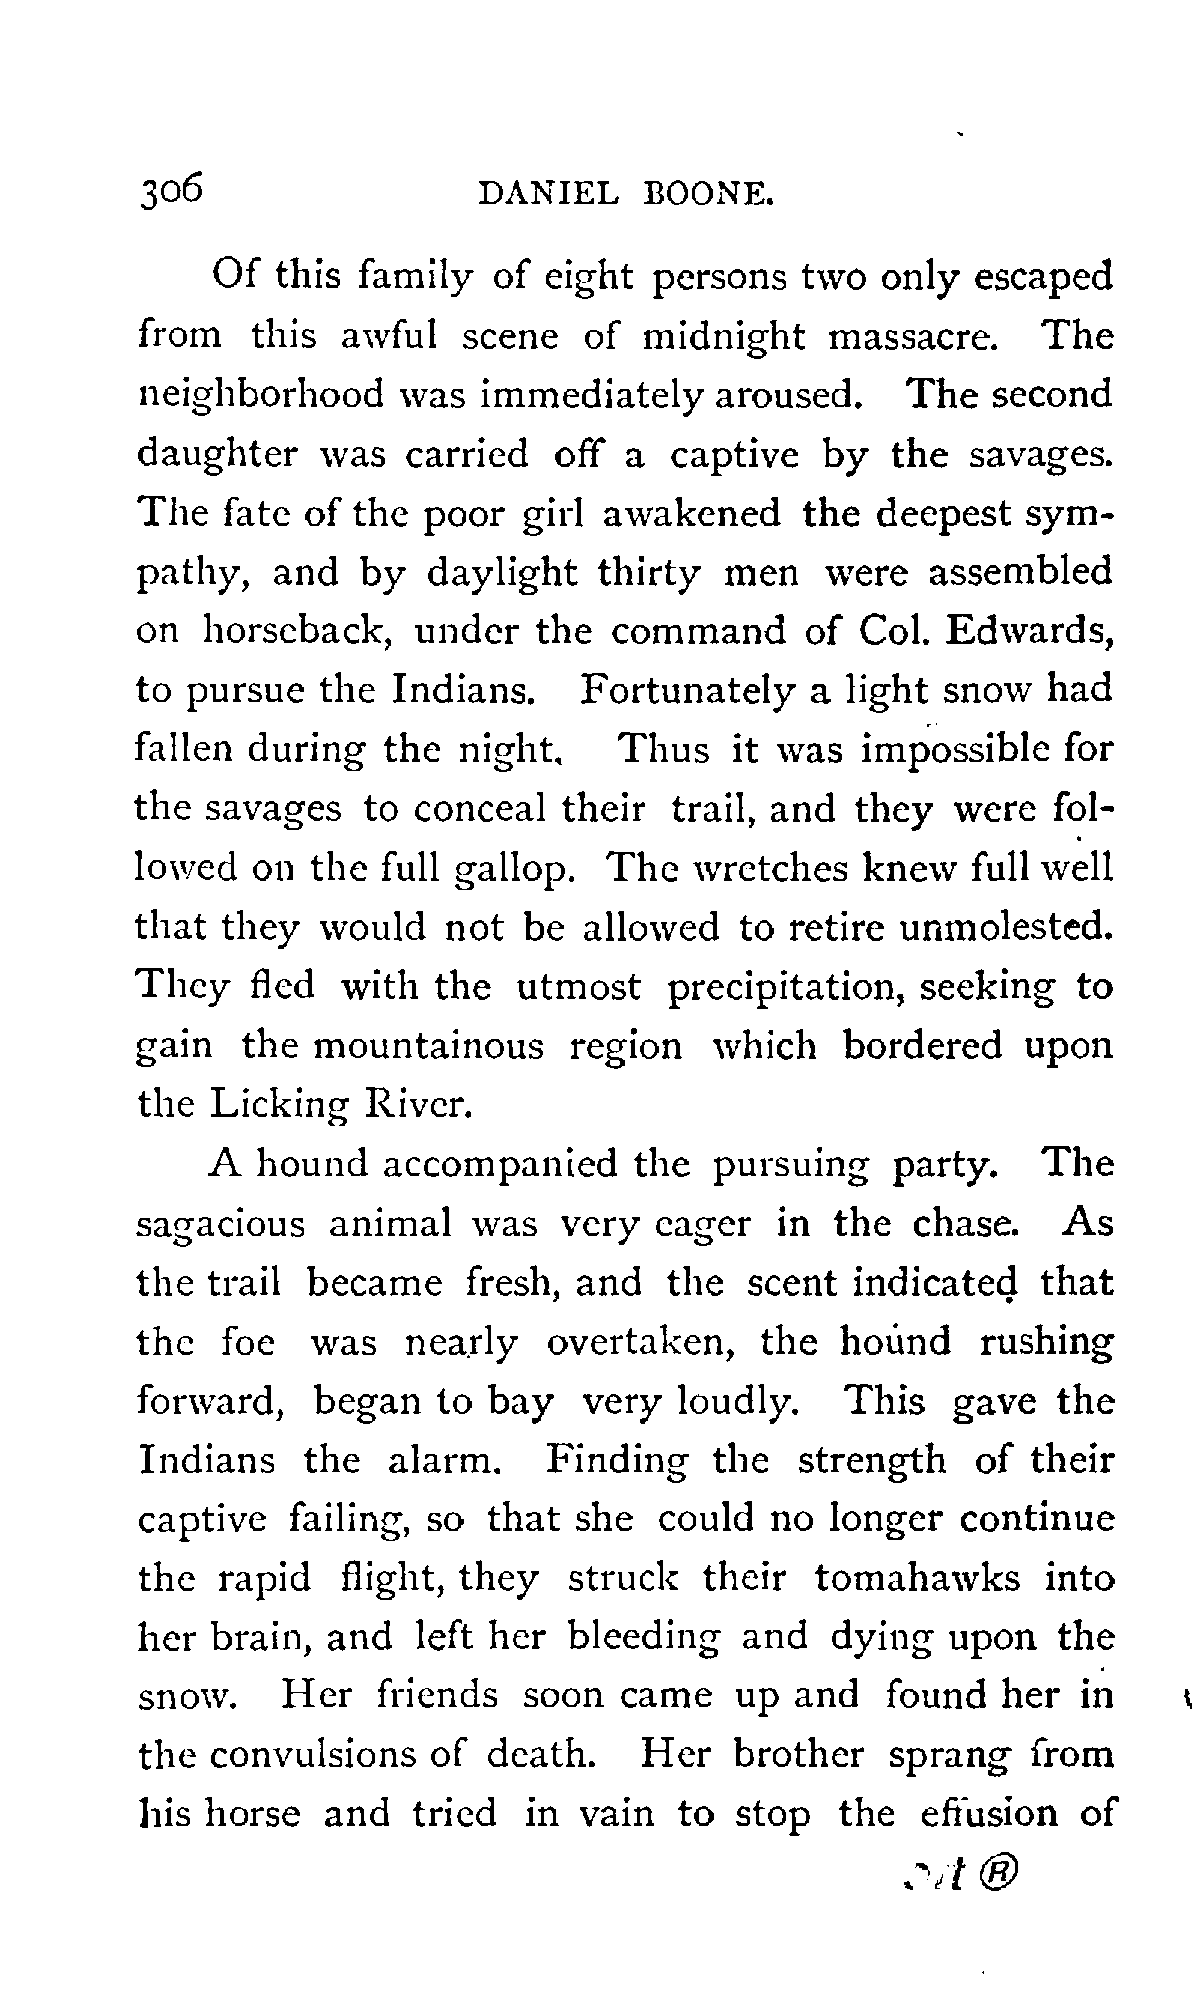 306 DANIEL BOONE.
Of this family of eight persons two only escaped
from this awful scene of midnight massacre. The
neighborhood was immediately aroused. The second
daughter was carried off a captive by the savages.
The fate of the poor girl awakened the deepest sym-
pathy, and by daylight thirty men were assembled
on horseback, under the command of Col. Edwards,
to pursue the Indians. Fortunately a light snow had
fallen during the night. Thus it was impossible for
the savages to conceal their trail, and they were fol-
lowed on the full gallop. The wretches knew full well
that they would not be allowed to retire unmolested.
They fled with the utmost precipitation, seeking to
gain the mountainous region which bordered upon
the Licking River.
A hound accompanied the pursuing party. The
sagacious animal was very eager in the chase. As
the trail became fresh, and the scent indicated that
the foe was nearly overtaken, the hound rushing
forward, began to bay very loudly. This gave the
Indians the alarm. Finding the strength of their
captive failing, so that she could no longer continue
the rapid flight, they struck their tomahawks into
her brain, and left her bleeding and dying upon the
snow. Her friends soon came up and found her in
the convulsions of death. Her brother sprang from
his horse and tried in vain to stop the effusion of
®